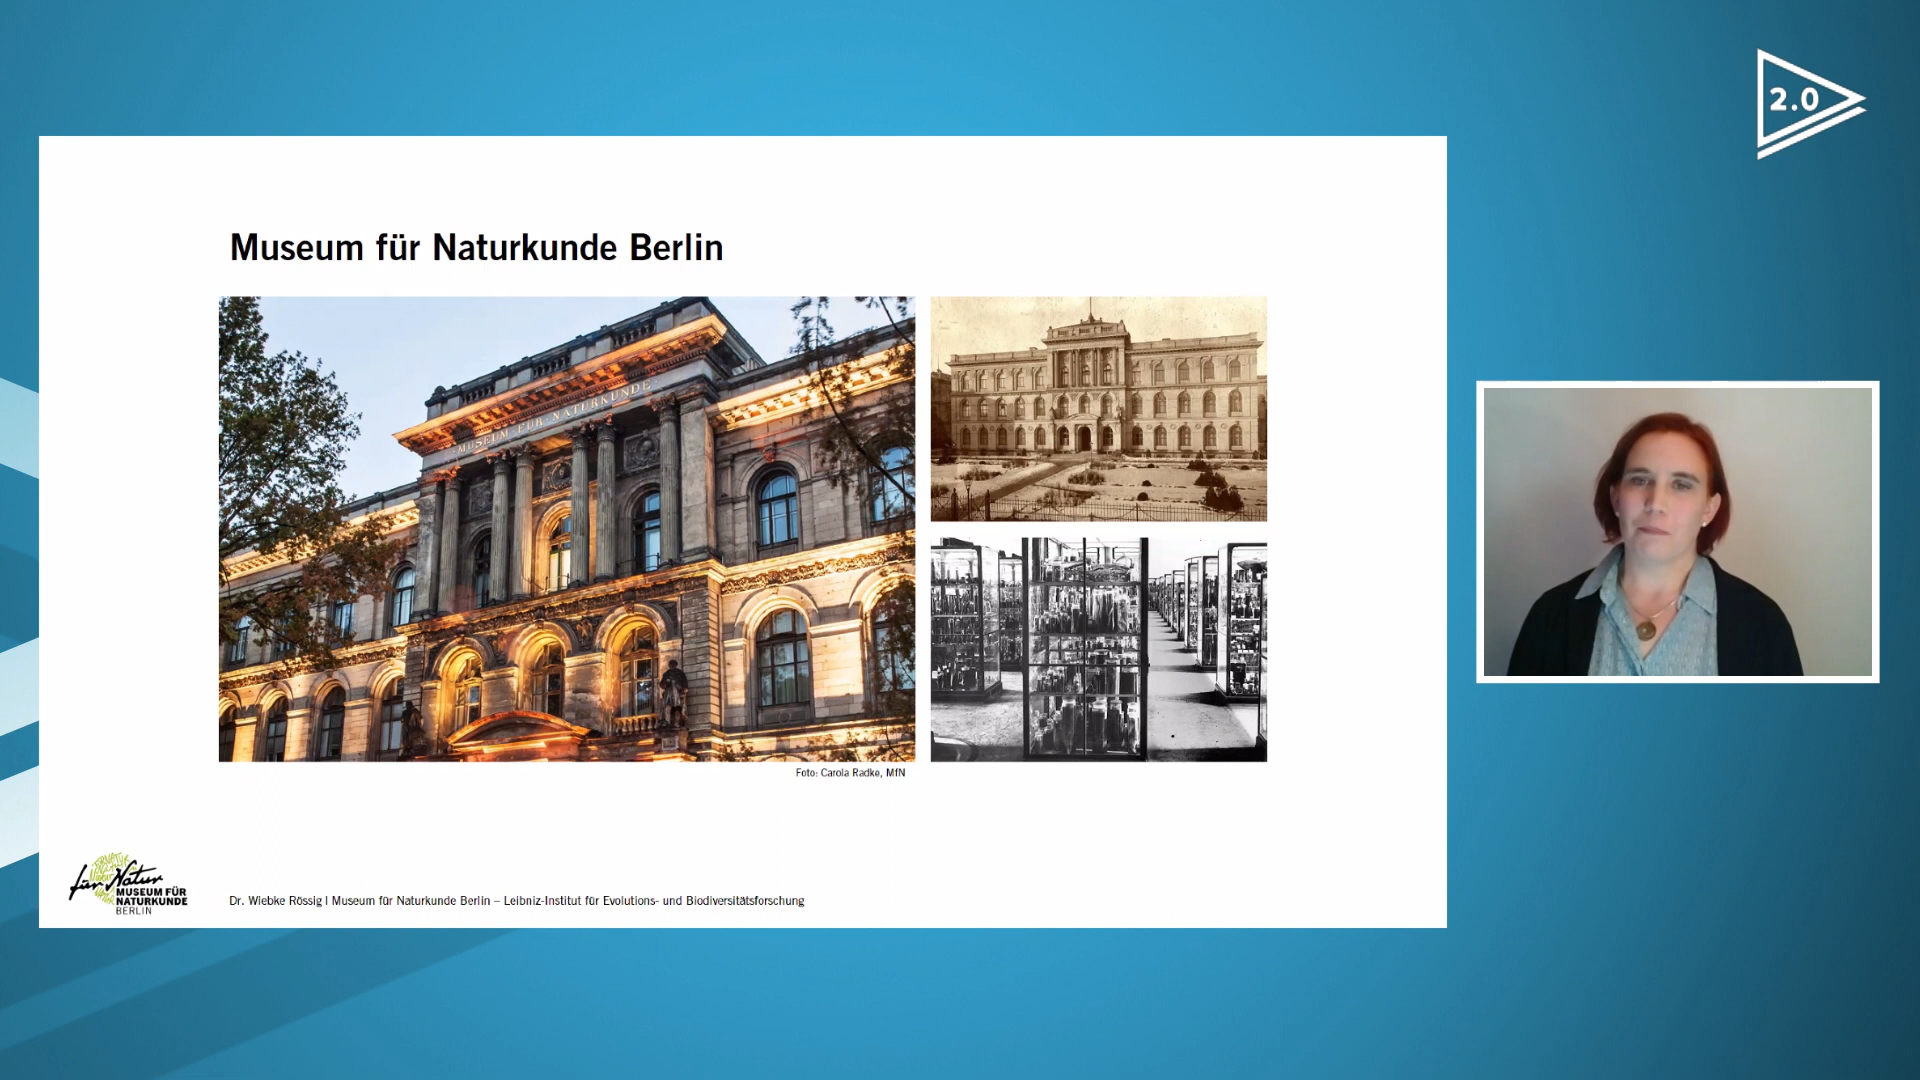 2.0
Museum für Naturkunde Berlin
MUSEUM FÜR NATURKUNDE
Foto: Carola Radke, MfN
für Natur
MUSEUM FÜR
NATURKUNDE
BERLIN
Dr. Wiebke Rössig | Museum für Naturkunde Berlin – Leibniz-Institut für Evolutions- und Biodiversitätsforschung